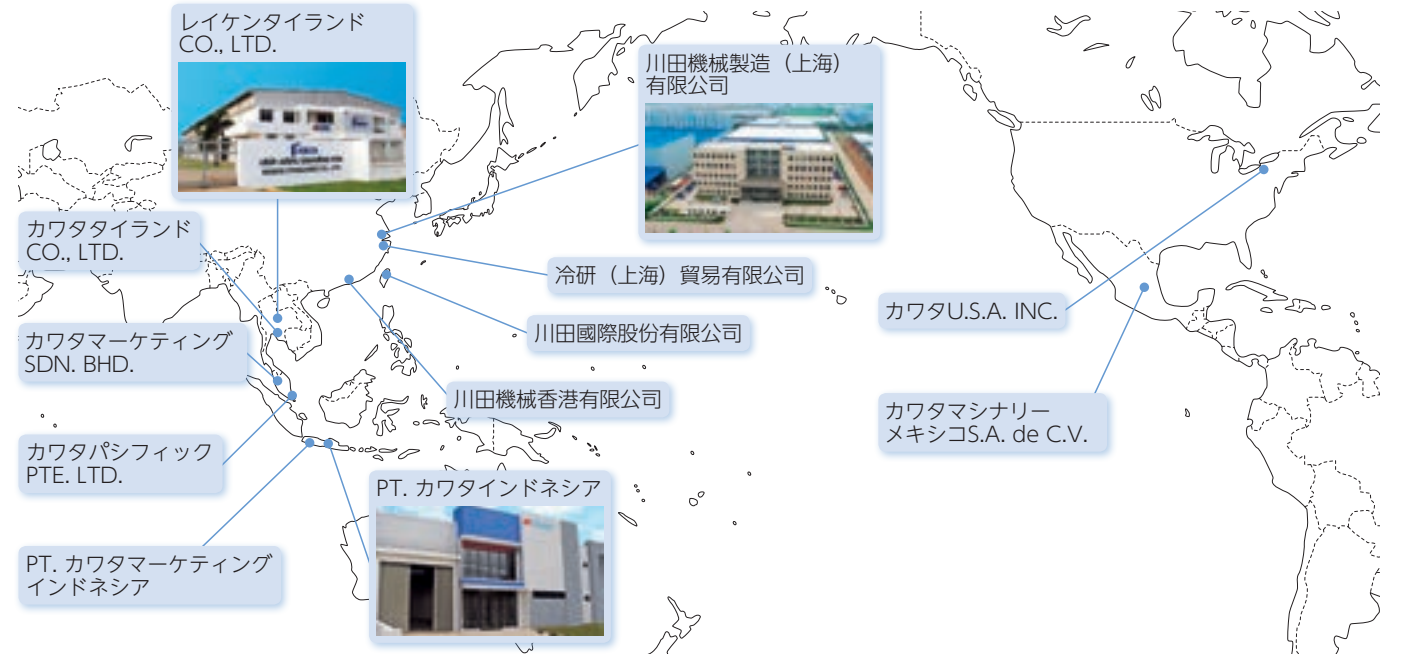 レイケンタイランド
CO., LTD.
川田機械製造（上海）
有限公司
カワタタイランド
CO., LTD.
冷研（上海）貿易有限公司
カワタU.S.A. INC.
川田國際股份有限公司
カワタマーケティング
SDN. BHD.
川田機械香港有限公司
カワタマシナリー
メキシコS.A. de C.V.
カワタパシフィック
PTE. LTD.
PT. カワタインドネシア
PT. カワタマーケティング
インドネシア